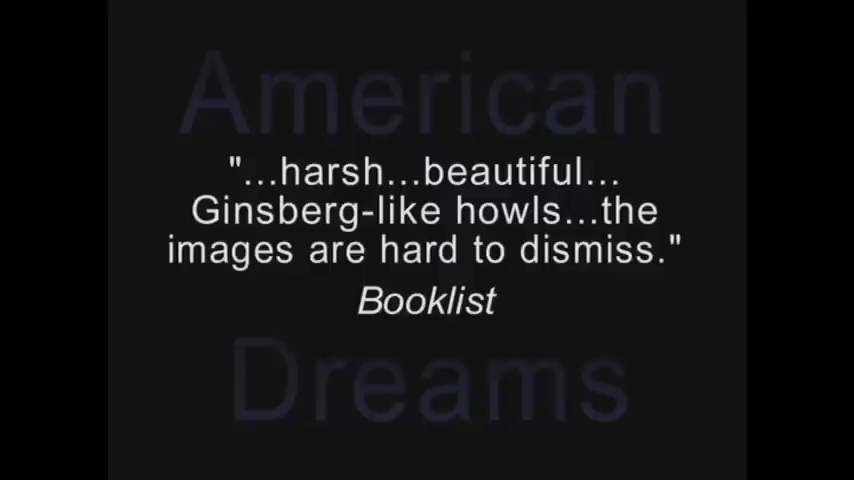 American
"...harsh...beautiful...
Ginsberg-like howls...the
images are hard to dismiss."
Booklist
Dreams